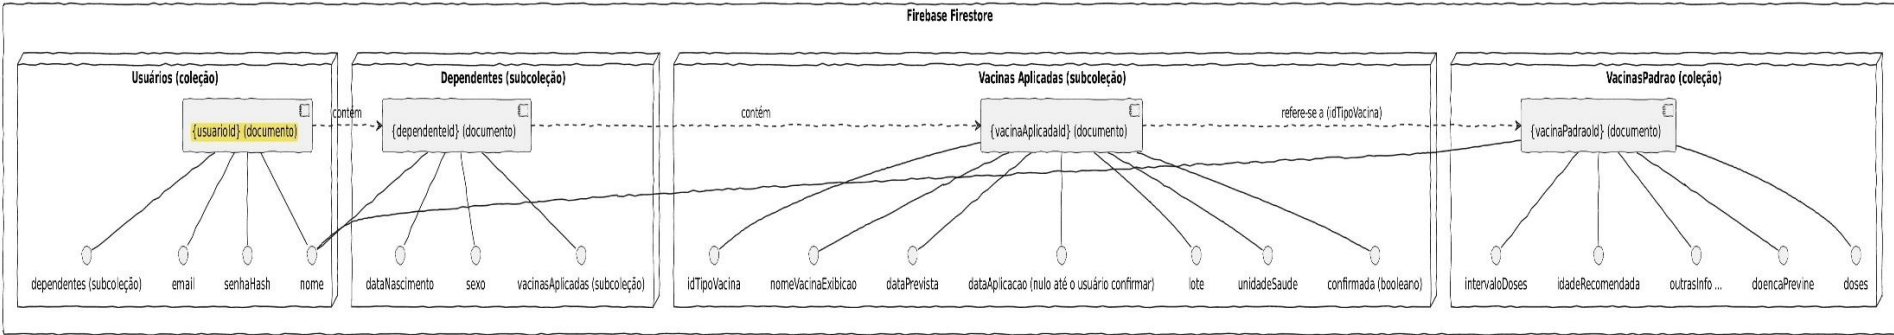 Firebase Firestore
Usuários (coleção)
Dependentes (subcoleção)
Vacinas Aplicadas (subcoleção)
VacinasPadrao (coleção)
{usuarioId} (documento)
contém
{dependenteId} (documento)
contém
{vacinaAplicadaId} (documento)
refere-se a (idTipoVacina)
{vacinaPadraoId} (documento)
dependentes (subcoleção)
email
senhaHash
nome
dataNascimento
sexo
vacinasAplicadas (subcoleção)
idTipoVacina
nomeVacinaExibicao
dataPrevista
dataAplicacao (nulo até o usuário confirmar)
lote
unidadeSaude
confirmada (booleano)
intervaloDoses
idadeRecomendada
outrasInfo ...
doencaPrevine
doses